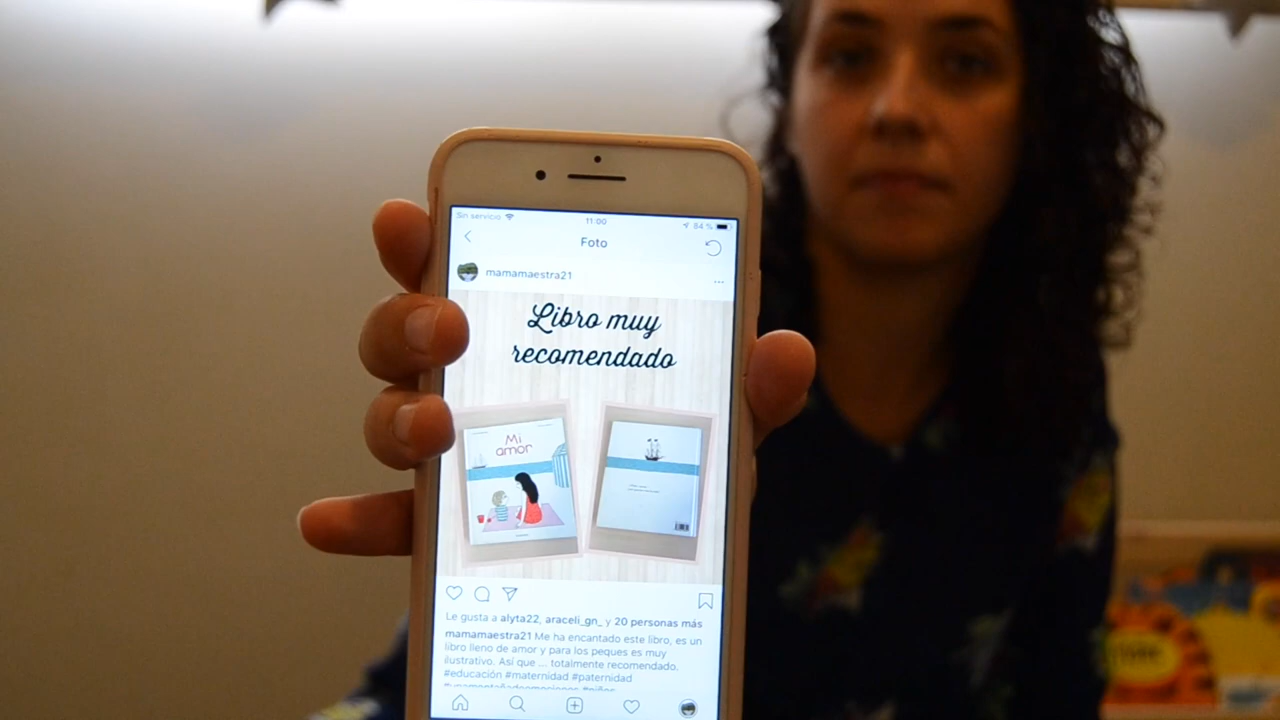 Sin servicio
11:00
84 %
Foto
mamamaestra21
Libro muy
recomendado
Mi
amor
Le gusta a alyta22, araceli_gn_ y 20 personas más
mamamaestra21 Me ha encantado este libro, es un
libro lleno de amor y para los peques es muy
ilustrativo. Así que ... totalmente recomendado.
#educación #maternidad #paternidad